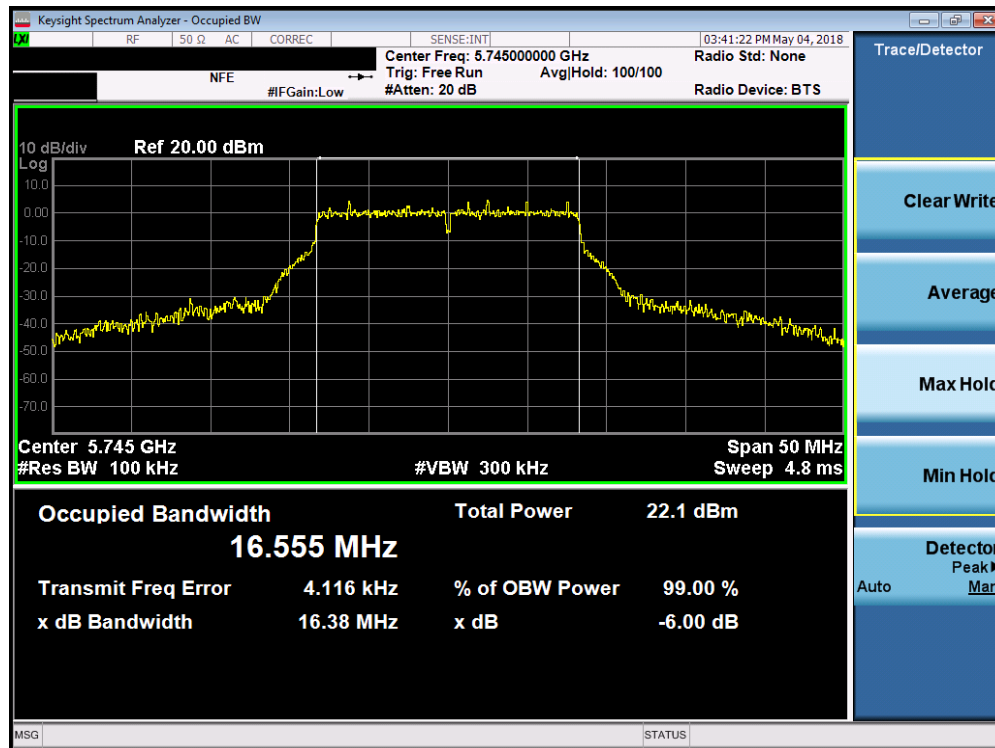 Keysight Spectrum Analyzer - Occupied BW
LXI RF 50 Ω AC CORREC SENSE:INT 03:41:22 PM May 04, 2018
Center Freq: 5.745000000 GHz Radio Std: None
NFE Trig: Free Run Avg|Hold: 100/100
#IFGain:Low #Atten: 20 dB Radio Device: BTS
10 dB/div Ref 20.00 dBm
Log
10.0
0.00
-10.0
-20.0
-30.0
-40.0
-50.0
-60.0
-70.0
Center 5.745 GHz Span 50 MHz
#Res BW 100 kHz #VBW 300 kHz Sweep 4.8 ms
Occupied Bandwidth Total Power 22.1 dBm
16.555 MHz
Transmit Freq Error 4.116 kHz % of OBW Power 99.00 %
x dB Bandwidth 16.38 MHz x dB -6.00 dB
MSG STATUS
Trace/Detector
Clear Write
Average
Max Hold
Min Hold
Detector
Peak
Auto Man